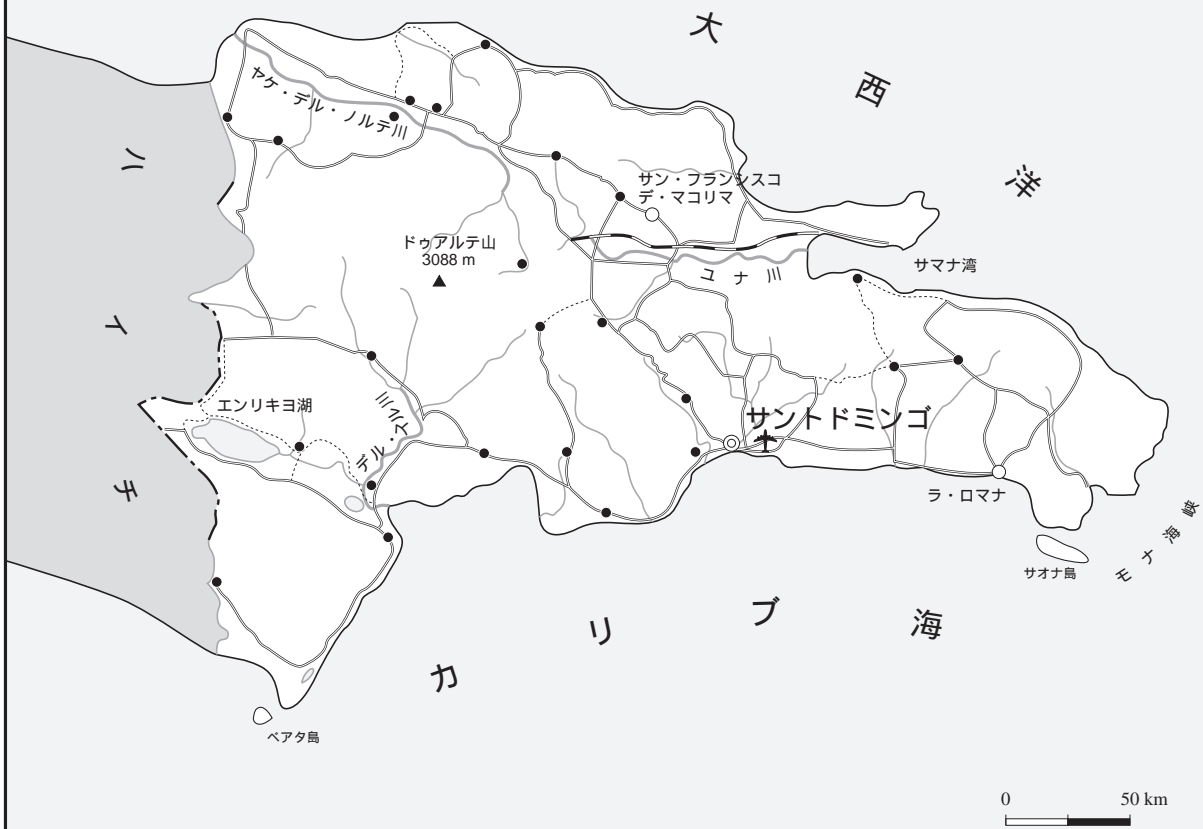 大西洋
ヤケ・デル・ノルテ川
ハイチ
サン・フランシスコ
デ・マコリマ
ドゥアルテ山
3088 m
サマナ湾
ユナ川
エンリキヨ湖
デル・スル川
サントドミンゴ
ラ・ロマナ
モナ海峡
サオナ島
カリブ海
ベアタ島
0 50 km